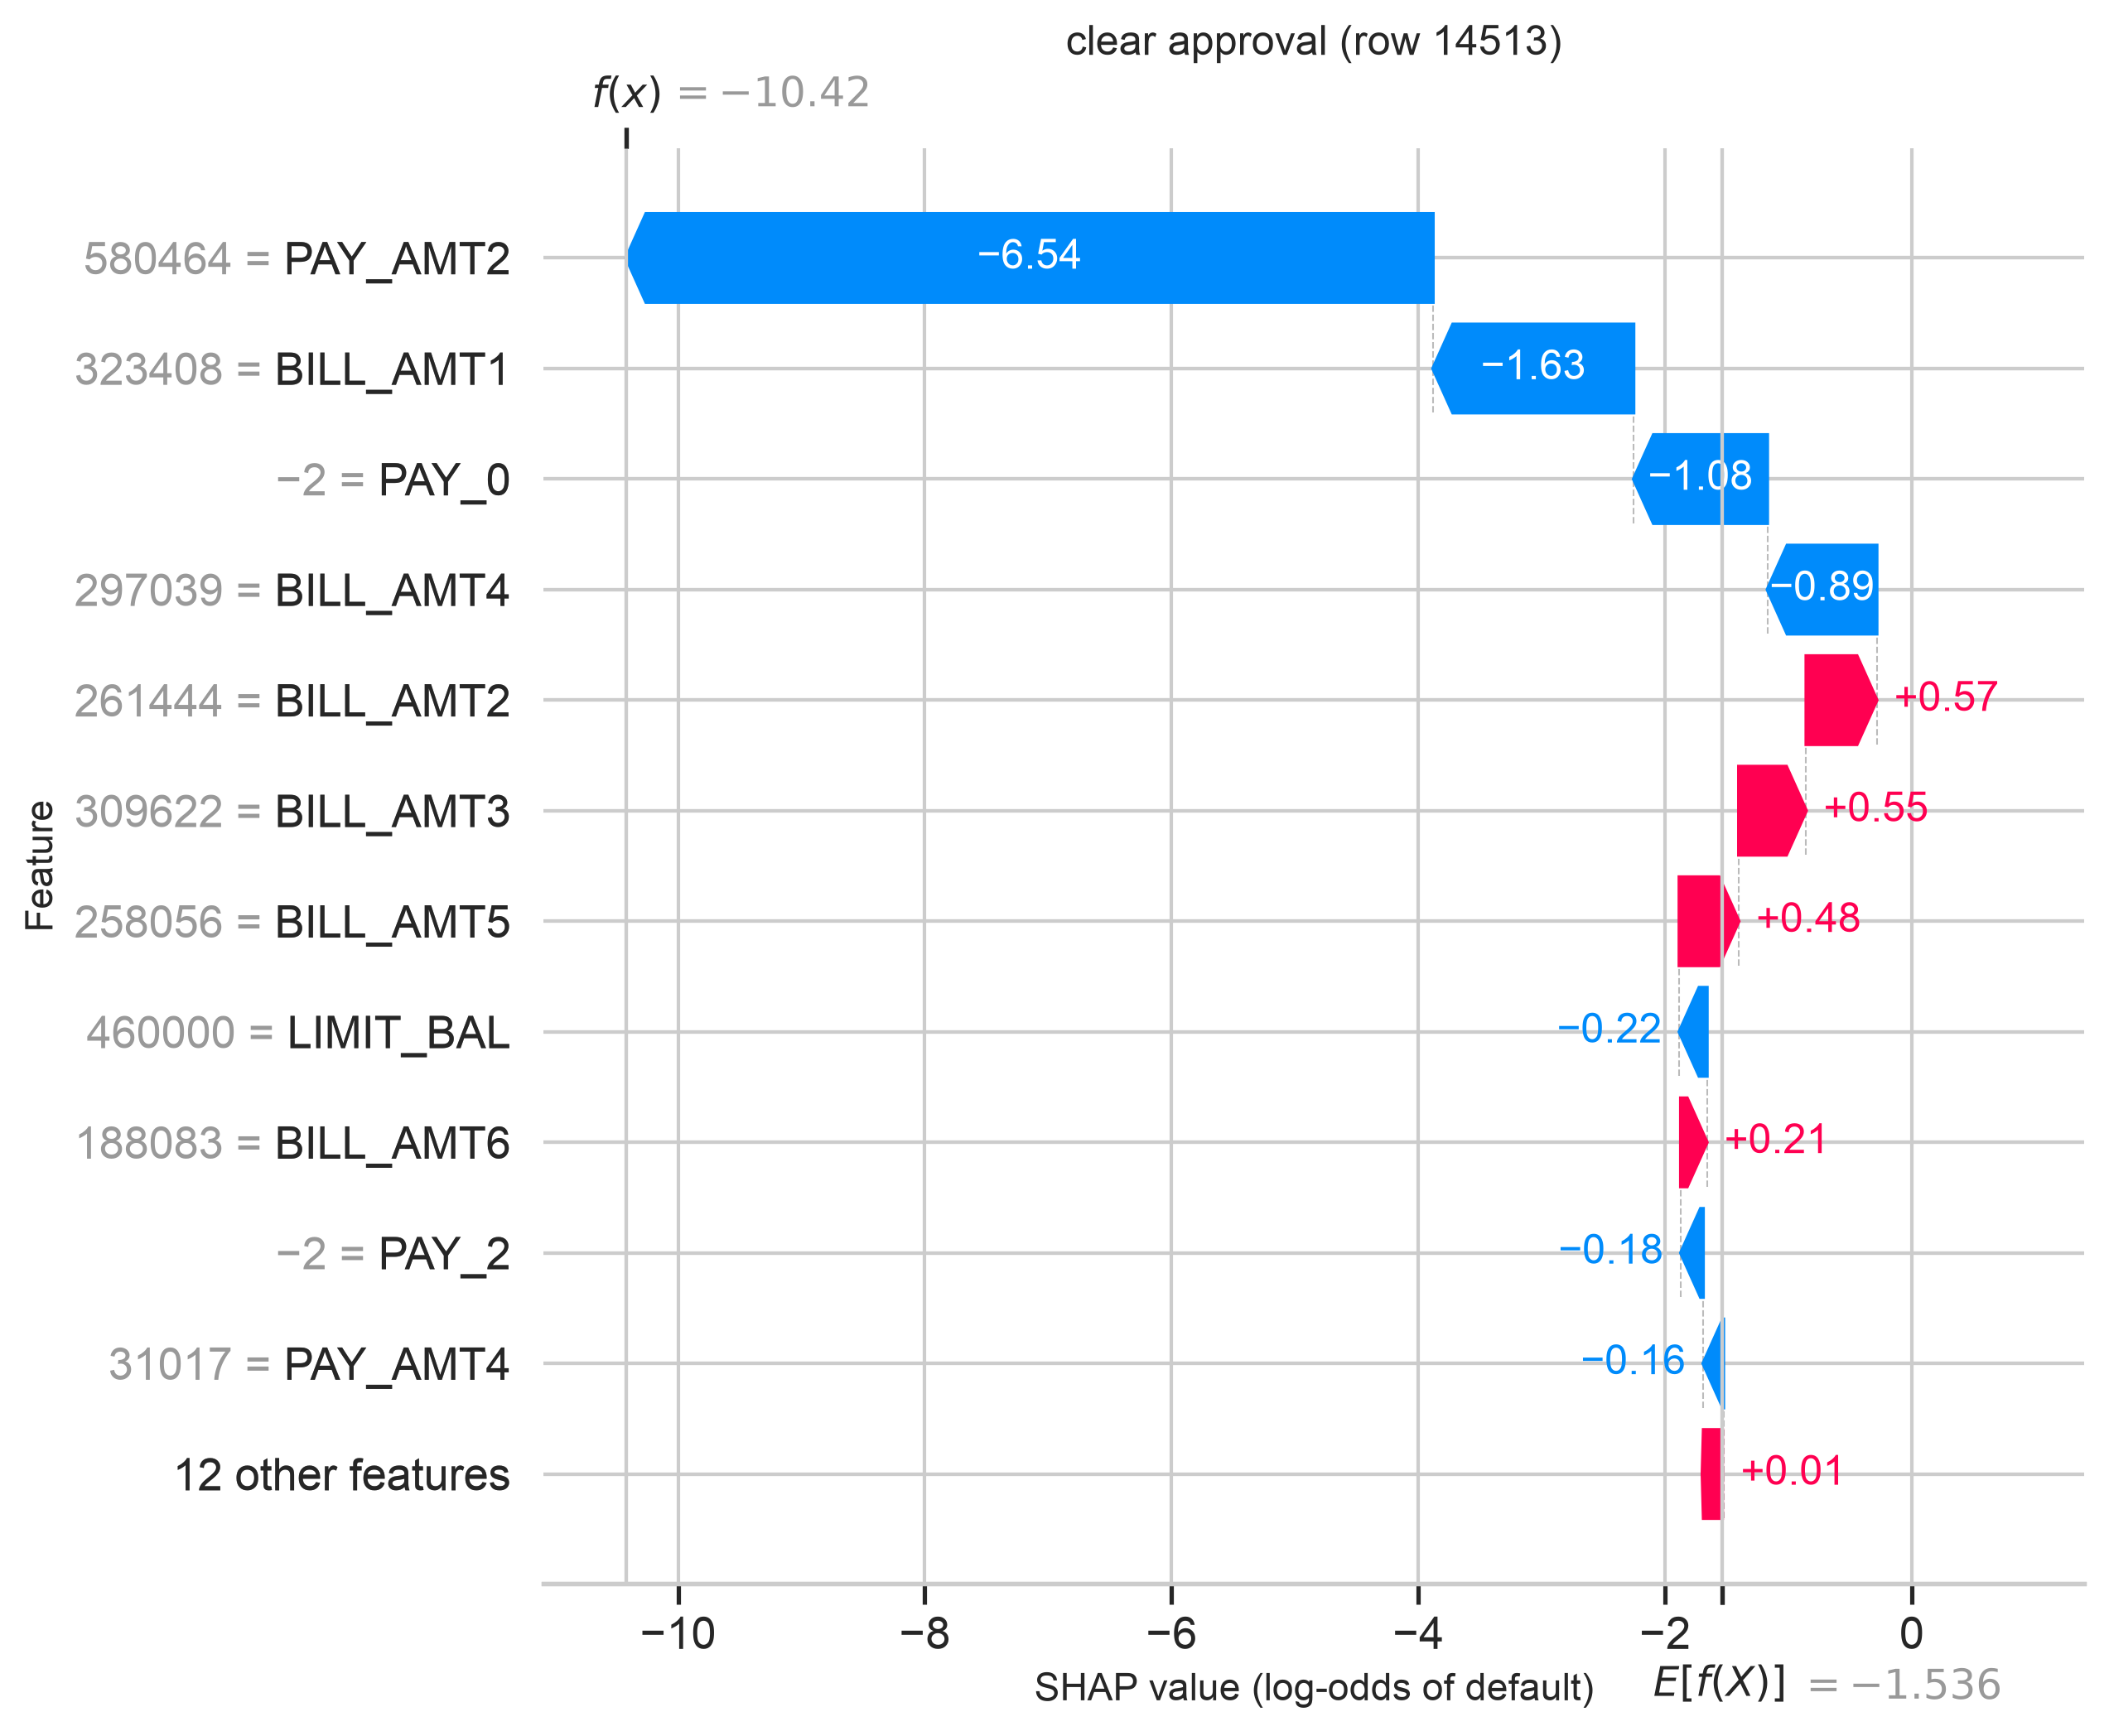 clear approval (row 14513)
f(x) = −10.42
580464 = PAY_AMT2
−6.54
323408 = BILL_AMT1
−1.63
−2 = PAY_0
−1.08
297039 = BILL_AMT4
−0.89
261444 = BILL_AMT2
+0.57
309622 = BILL_AMT3
+0.55
258056 = BILL_AMT5
+0.48
460000 = LIMIT_BAL
−0.22
188083 = BILL_AMT6
+0.21
−2 = PAY_2
−0.18
31017 = PAY_AMT4
−0.16
12 other features
+0.01
Feature
−10 −8 −6 −4 −2 0
SHAP value (log-odds of default)
E[f(X)] = −1.536